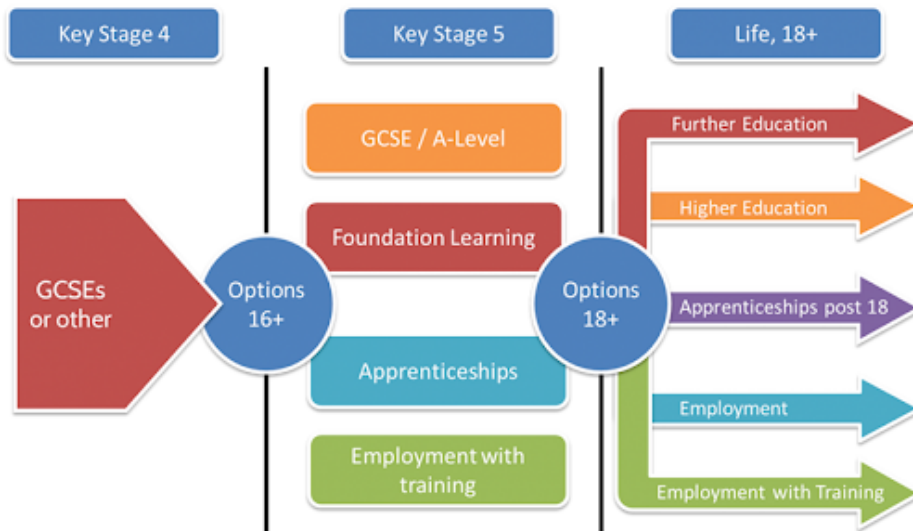 Key Stage 4
Key Stage 5
Life, 18+
GCSEs
or other
Options
16+
GCSE / A-Level
Foundation Learning
Apprenticeships
Employment with
training
Options
18+
Further Education
Higher Education
Apprenticeships post 18
Employment
Employment with Training